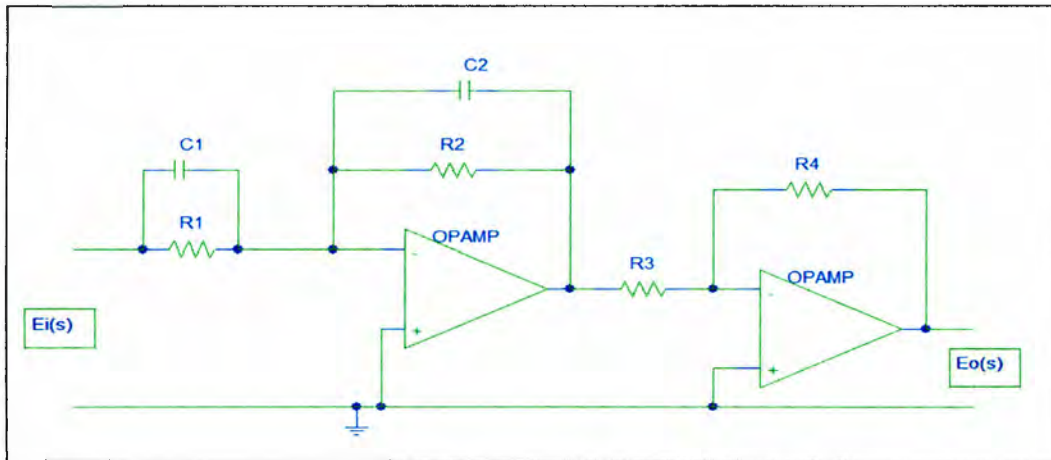 C2
C1
R2
R4
R1
OPAMP
-
R3
OPAMP
-
Ei(s)
+
Eo(s)
+